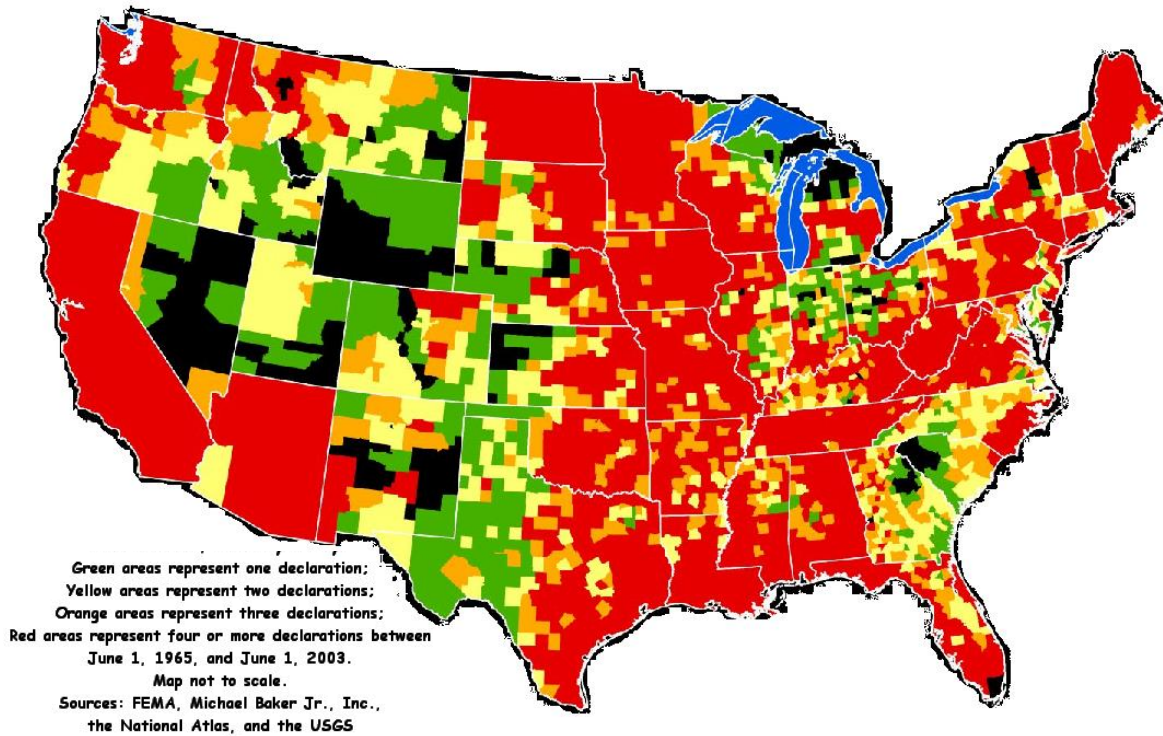 Green areas represent one declaration;
Yellow areas represent two declarations;
Orange areas represent three declarations;
Red areas represent four or more declarations between
June 1, 1965, and June 1, 2003.
Map not to scale.
Sources: FEMA, Michael Baker Jr., Inc.,
the National Atlas, and the USGS